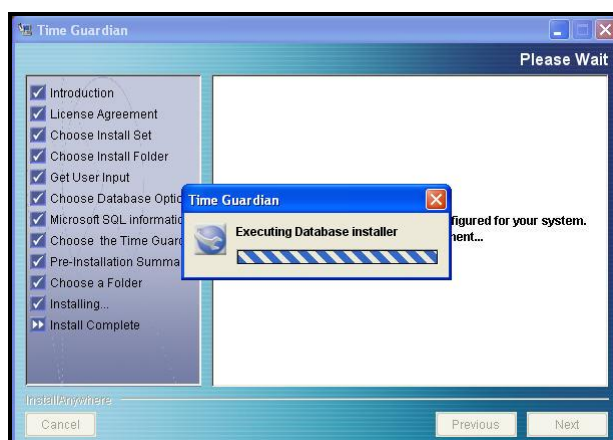 Time Guardian
Please Wait
Introduction
License Agreement
Choose Install Set
Choose Install Folder
Get User Input
Choose Database Optio
Microsoft SQL informatio
Choose the Time Guard
Pre-Installation Summa
Choose a Folder
Installing...
Install Complete
Time Guardian
Executing Database installer
figured for your system.
ment...
InstallAnywhere
Cancel
Previous
Next